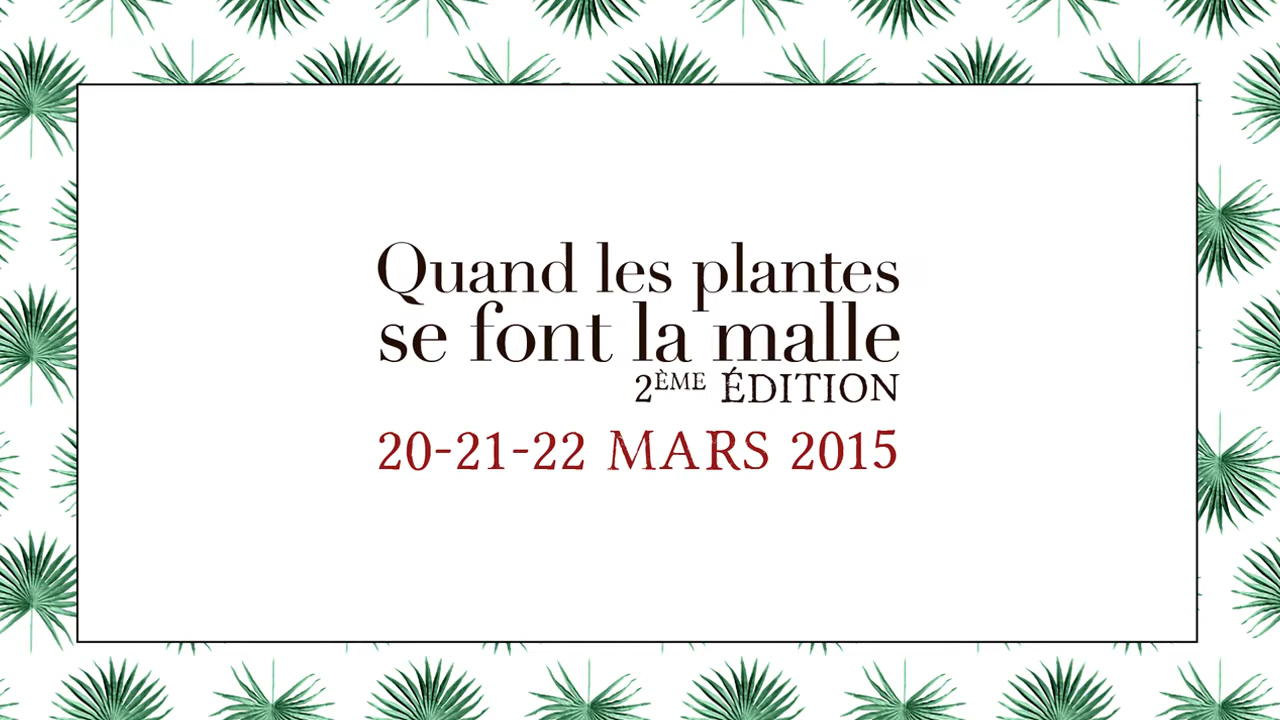 Quand les plantes
se font la malle
2ÈME ÉDITION
20-21-22 MARS 2015